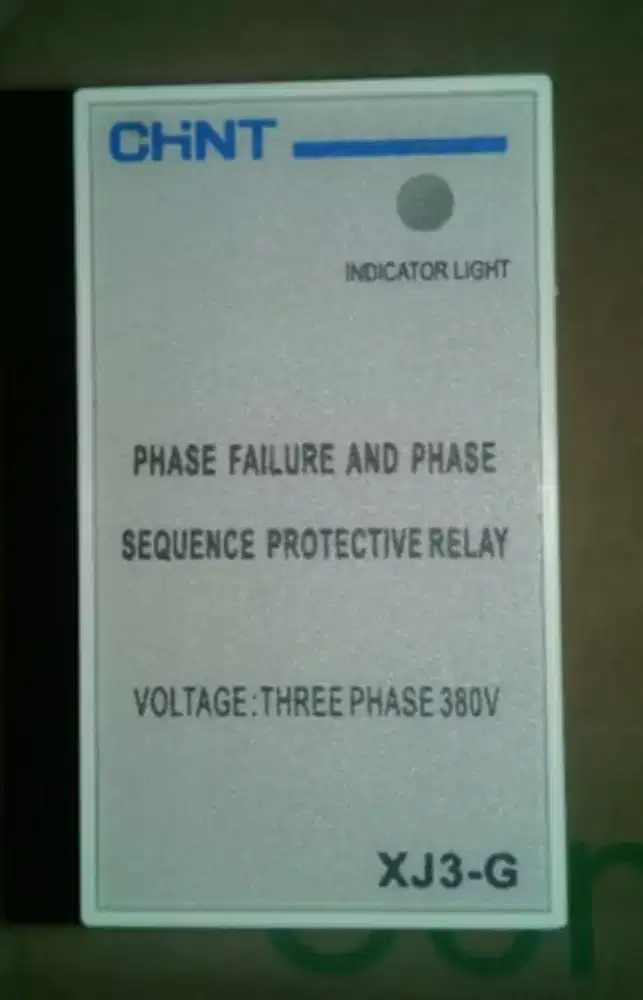 CHiNT
INDICATOR LIGHT
PHASE FAILURE AND PHASE
SEQUENCE PROTECTIVE RELAY
VOLTAGE:THREE PHASE 380V
XJ3-G